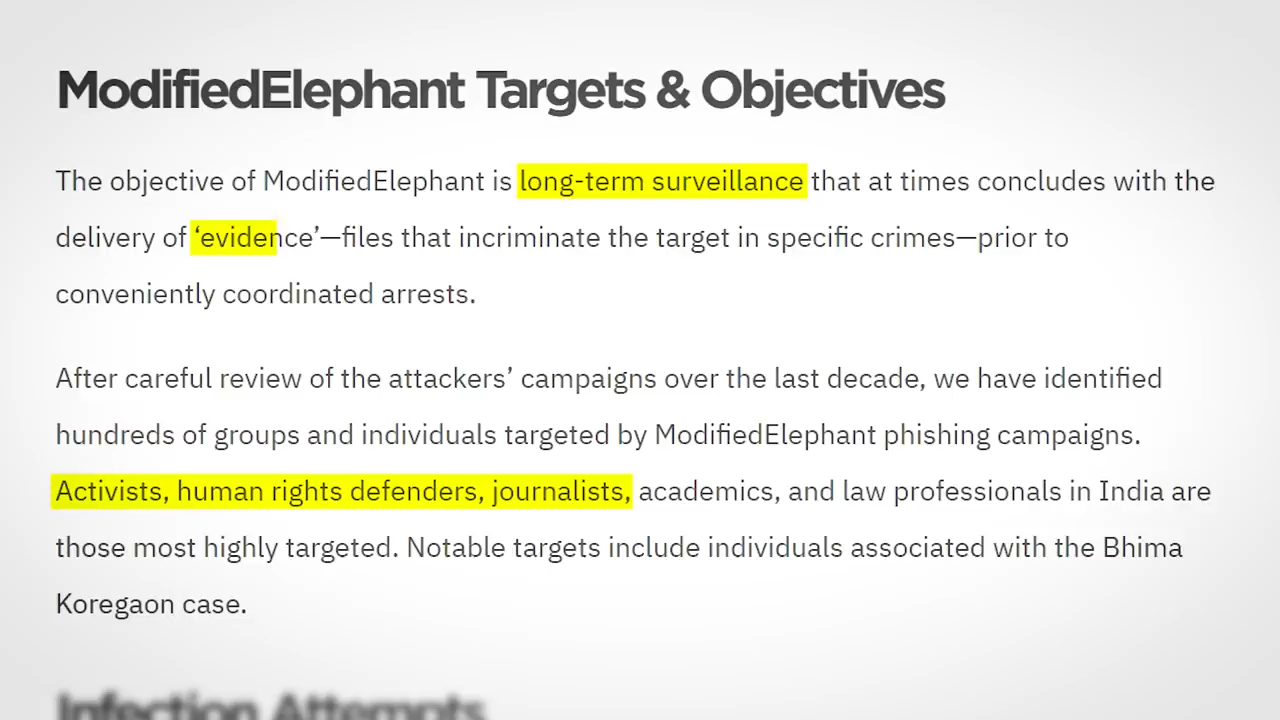 ModifiedElephant Targets & Objectives
The objective of ModifiedElephant is long-term surveillance that at times concludes with the
delivery of ‘evidence’—files that incriminate the target in specific crimes—prior to
conveniently coordinated arrests.
After careful review of the attackers’ campaigns over the last decade, we have identified
hundreds of groups and individuals targeted by ModifiedElephant phishing campaigns.
Activists, human rights defenders, journalists, academics, and law professionals in India are
those most highly targeted. Notable targets include individuals associated with the Bhima
Koregaon case.
Infection Attempts